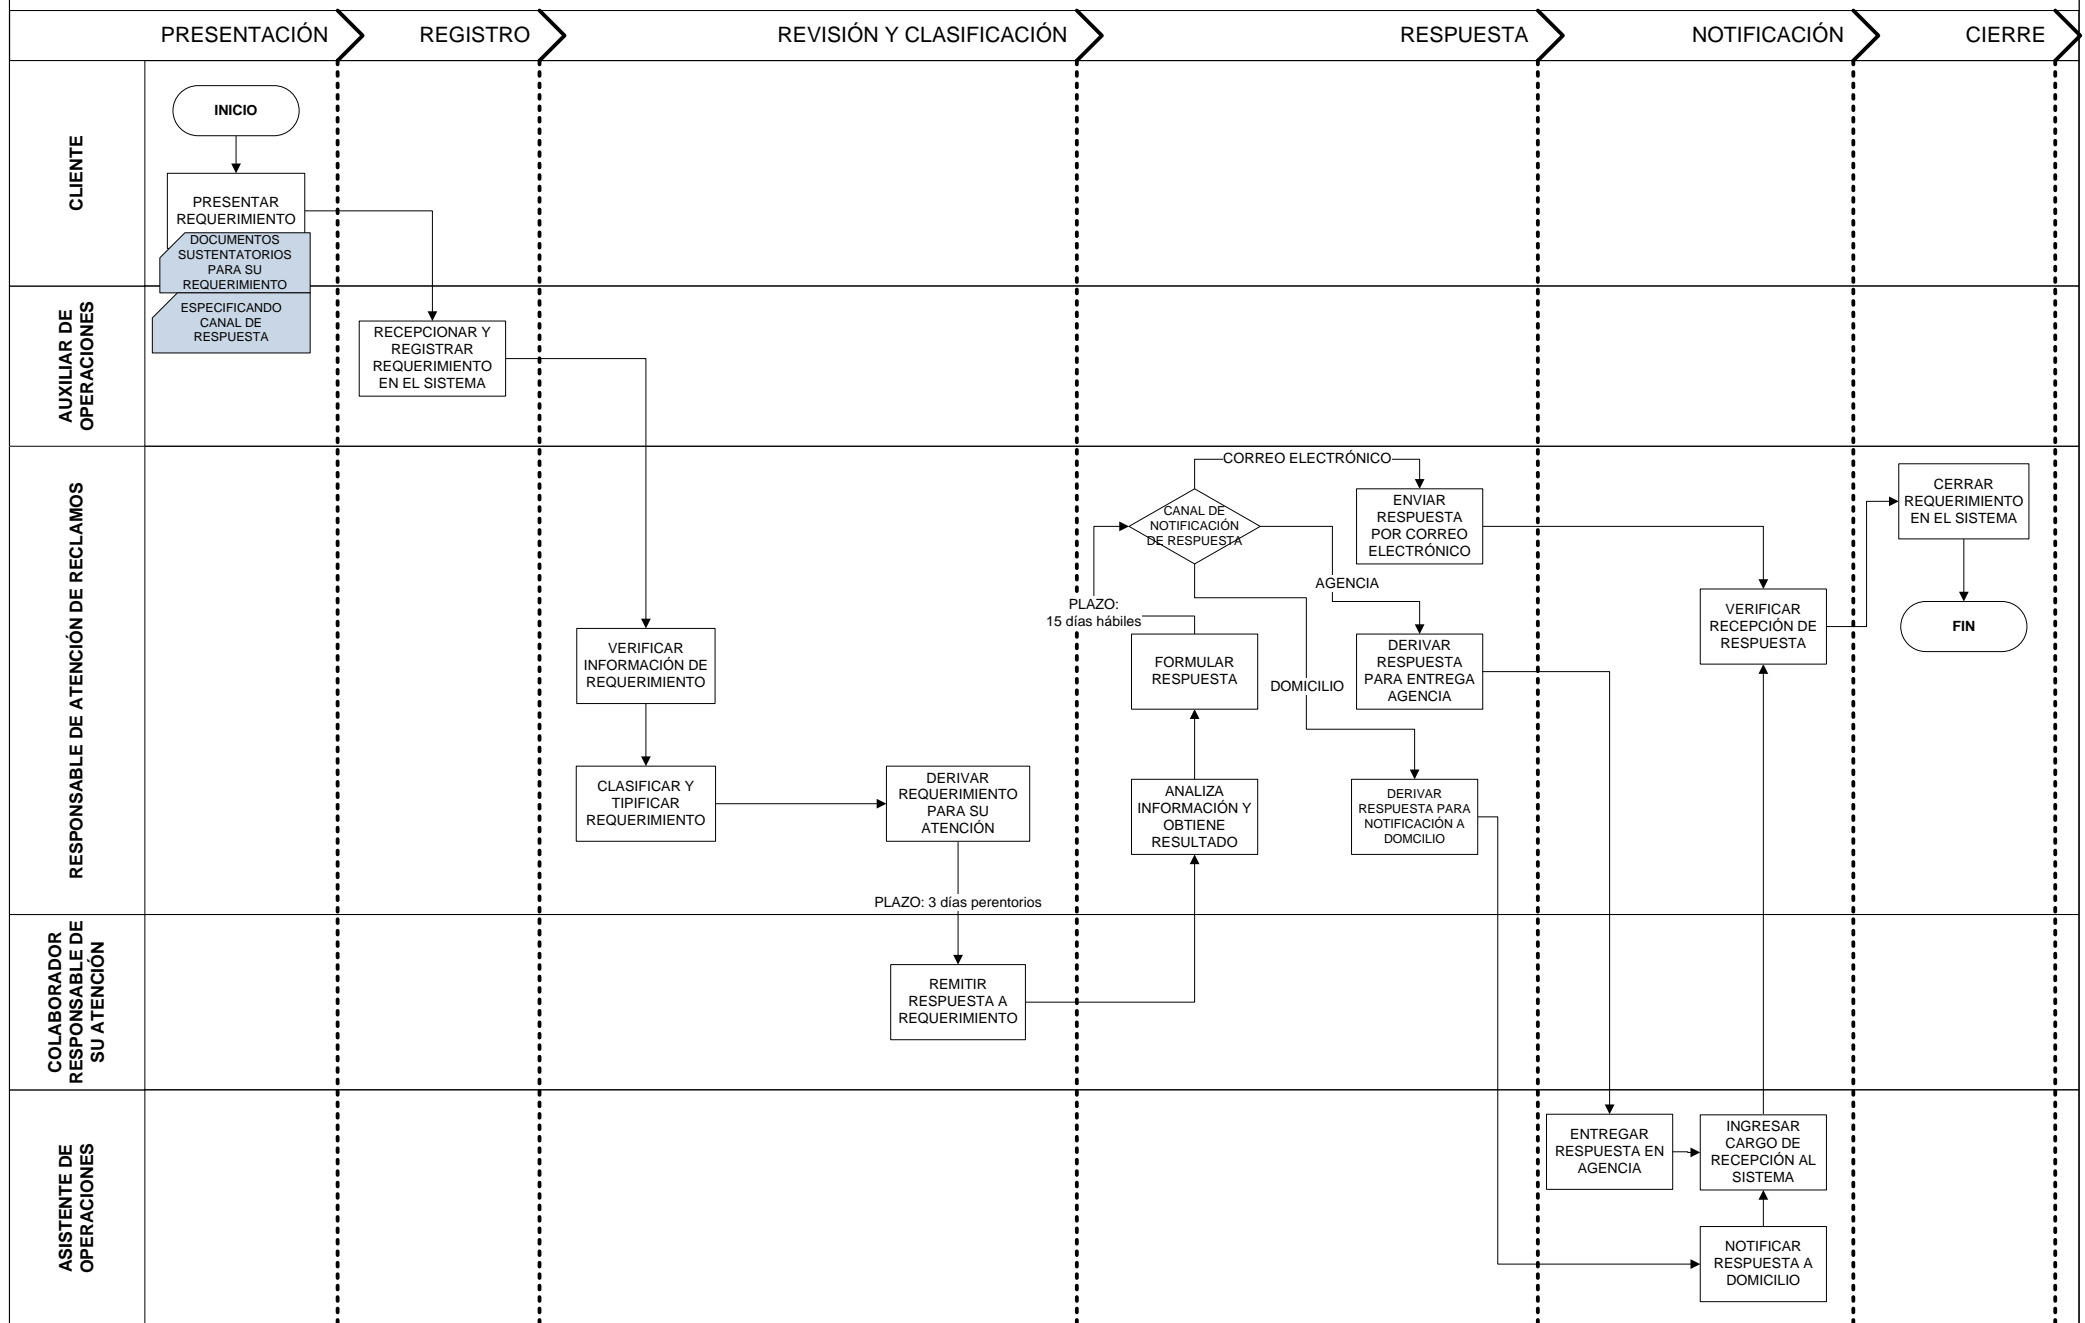 PRESENTACIÓN
REGISTRO
REVISIÓN Y CLASIFICACIÓN
RESPUESTA
NOTIFICACIÓN
CIERRE
CLIENTE
INICIO
PRESENTAR
REQUERIMIENTO
DOCUMENTOS
SUSTENTATORIOS
PARA SU
REQUERIMIENTO
ESPECIFICANDO
CANAL DE
RESPUESTA
AUXILIAR DE
OPERACIONES
RECEPCIONAR Y
REGISTRAR
REQUERIMIENTO
EN EL SISTEMA
RESPONSABLE DE ATENCIÓN DE RECLAMOS
VERIFICAR
INFORMACIÓN DE
REQUERIMIENTO
CLASIFICAR Y
TIPIFICAR
REQUERIMIENTO
DERIVAR
REQUERIMIENTO
PARA SU
ATENCIÓN
PLAZO: 3 días perentorios
CORREO ELECTRÓNICO
CANAL DE
NOTIFICACIÓN
DE RESPUESTA
AGENCIA
PLAZO:
15 días hábiles
DOMICILIO
FORMULAR
RESPUESTA
ANALIZA
INFORMACIÓN Y
OBTIENE
RESULTADO
ENVIAR
RESPUESTA
POR CORREO
ELECTRÓNICO
DERIVAR
RESPUESTA
PARA ENTREGA
AGENCIA
DERIVAR
RESPUESTA PARA
NOTIFICACIÓN A
DOMCILIO
VERIFICAR
RECEPCIÓN DE
RESPUESTA
CERRAR
REQUERIMIENTO
EN EL SISTEMA
FIN
COLABORADOR
RESPONSABLE DE
SU ATENCIÓN
REMITIR
RESPUESTA A
REQUERIMIENTO
ASISTENTE DE
OPERACIONES
ENTREGAR
RESPUESTA EN
AGENCIA
INGRESAR
CARGO DE
RECEPCIÓN AL
SISTEMA
NOTIFICAR
RESPUESTA A
DOMICILIO